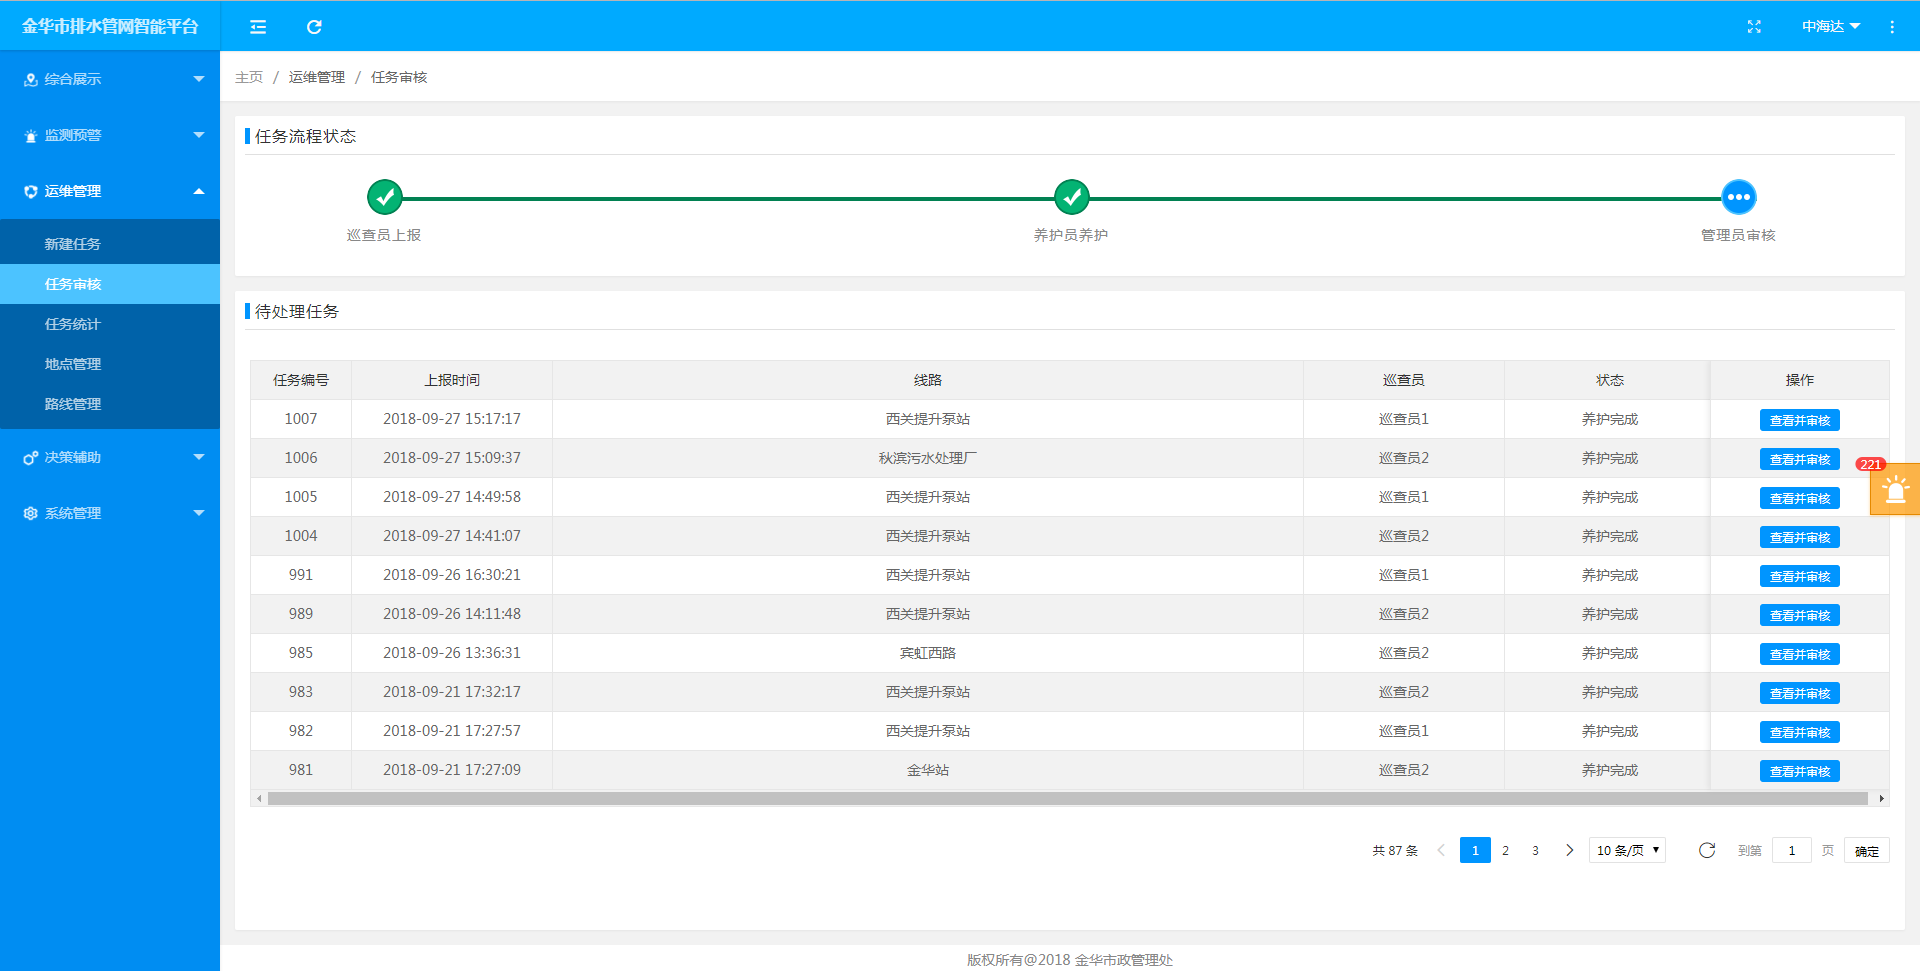 金华市排水管网智能平台
中海达
综合展示
监测预警
运维管理
新建任务
任务审核
任务统计
地点管理
路线管理
决策辅助
系统管理
主页 / 运维管理 / 任务审核
任务流程状态
巡查员上报 养护员养护 管理员审核
待处理任务
任务编号 上报时间 线路 巡查员 状态 操作
1007 2018-09-27 15:17:17 西关提升泵站 巡查员1 养护完成 查看并审核
1006 2018-09-27 15:09:37 秋滨污水处理厂 巡查员2 养护完成 查看并审核
221
1005 2018-09-27 14:49:58 西关提升泵站 巡查员1 养护完成 查看并审核
1004 2018-09-27 14:41:07 西关提升泵站 巡查员2 养护完成 查看并审核
991 2018-09-26 16:30:21 西关提升泵站 巡查员1 养护完成 查看并审核
989 2018-09-26 14:11:48 西关提升泵站 巡查员2 养护完成 查看并审核
985 2018-09-26 13:36:31 宾虹西路 巡查员2 养护完成 查看并审核
983 2018-09-21 17:32:17 西关提升泵站 巡查员2 养护完成 查看并审核
982 2018-09-21 17:27:57 西关提升泵站 巡查员1 养护完成 查看并审核
981 2018-09-21 17:27:09 金华站 巡查员2 养护完成 查看并审核
共 87 条 1 2 3 10 条/页 到第 1 页 确定
版权所有@2018 金华市政管理处